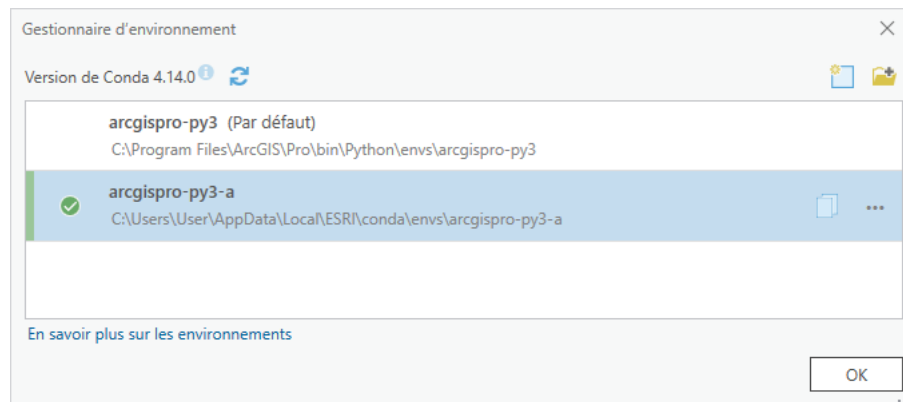 Gestionnaire d'environnement
Version de Conda 4.14.0
arcgispro-py3 (Par défaut)
C:\Program Files\ArcGIS\Pro\bin\Python\envs\arcgispro-py3
arcgispro-py3-a
C:\Users\User\AppData\Local\ESRI\conda\envs\arcgispro-py3-a
En savoir plus sur les environnements
OK